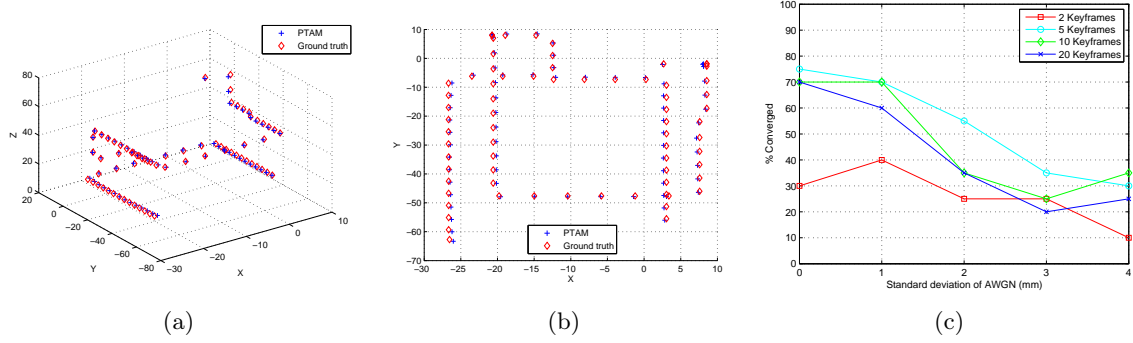 PTAM
Ground truth
80
60
40
20
0
Z
20
0
−20
−40
−60
−80
Y
−30
−20
−10
0
10
X
(a)
10
0
−10
−20
−30
−40
−50
−60
−70
Y
−30
−25
−20
−15
−10
−5
0
5
10
X
PTAM
Ground truth
(b)
100
90
80
70
60
50
40
30
20
10
0
% Converged
2 Keyframes
5 Keyframes
10 Keyframes
20 Keyframes
0
1
2
3
4
Standard deviation of AWGN (mm)
(c)